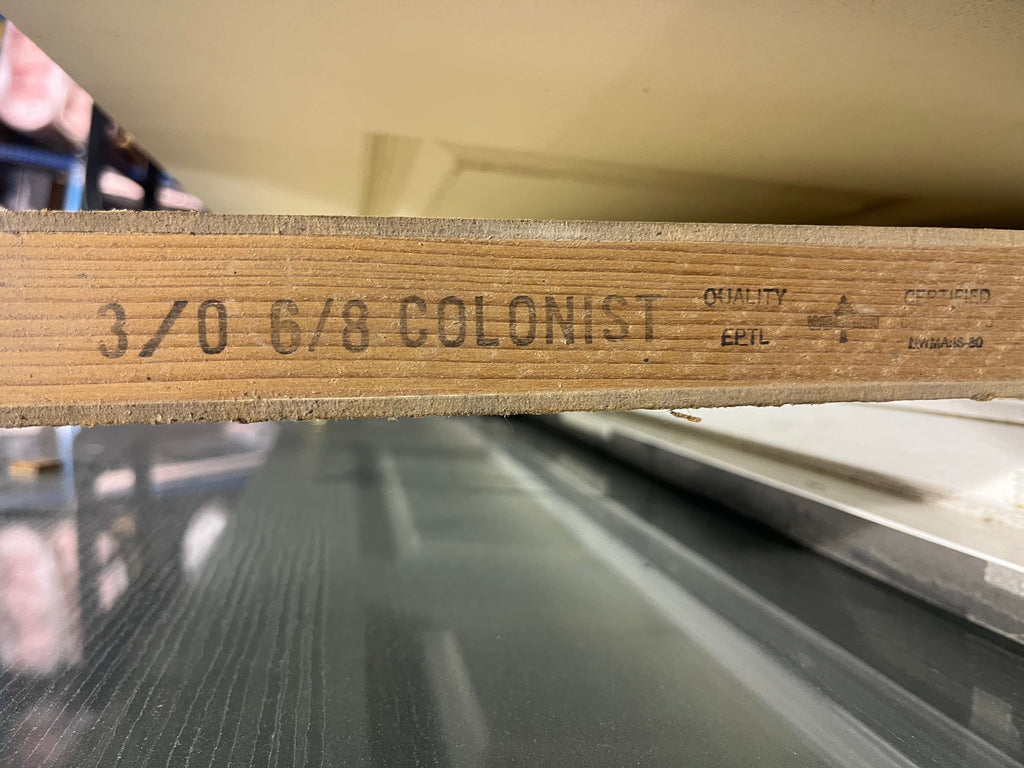 3/0 6/8 COLONIST
QUALITY
EPTL
CERTIFIED